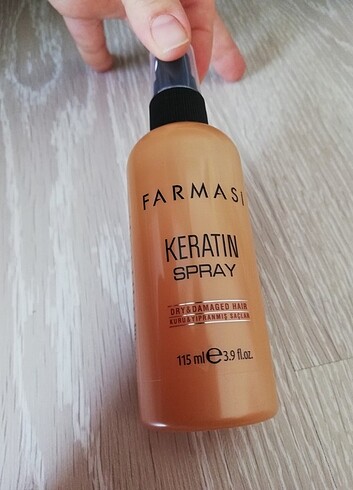 FARMASI
KERATIN
SPRAY
DRY&DAMAGED HAIR
KURU&YIPRANMIŞ SAÇLAR
115 ml e 3.9 fl.oz.